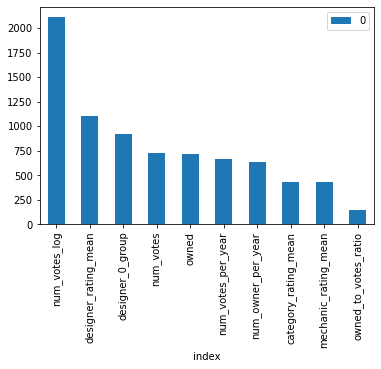 2000
1750
1500
1250
1000
750
500
250
0
0
num_votes_log
designer_rating_mean
designer_0_group
num_votes
owned
num_votes_per_year
num_owner_per_year
category_rating_mean
mechanic_rating_mean
owned_to_votes_ratio
index